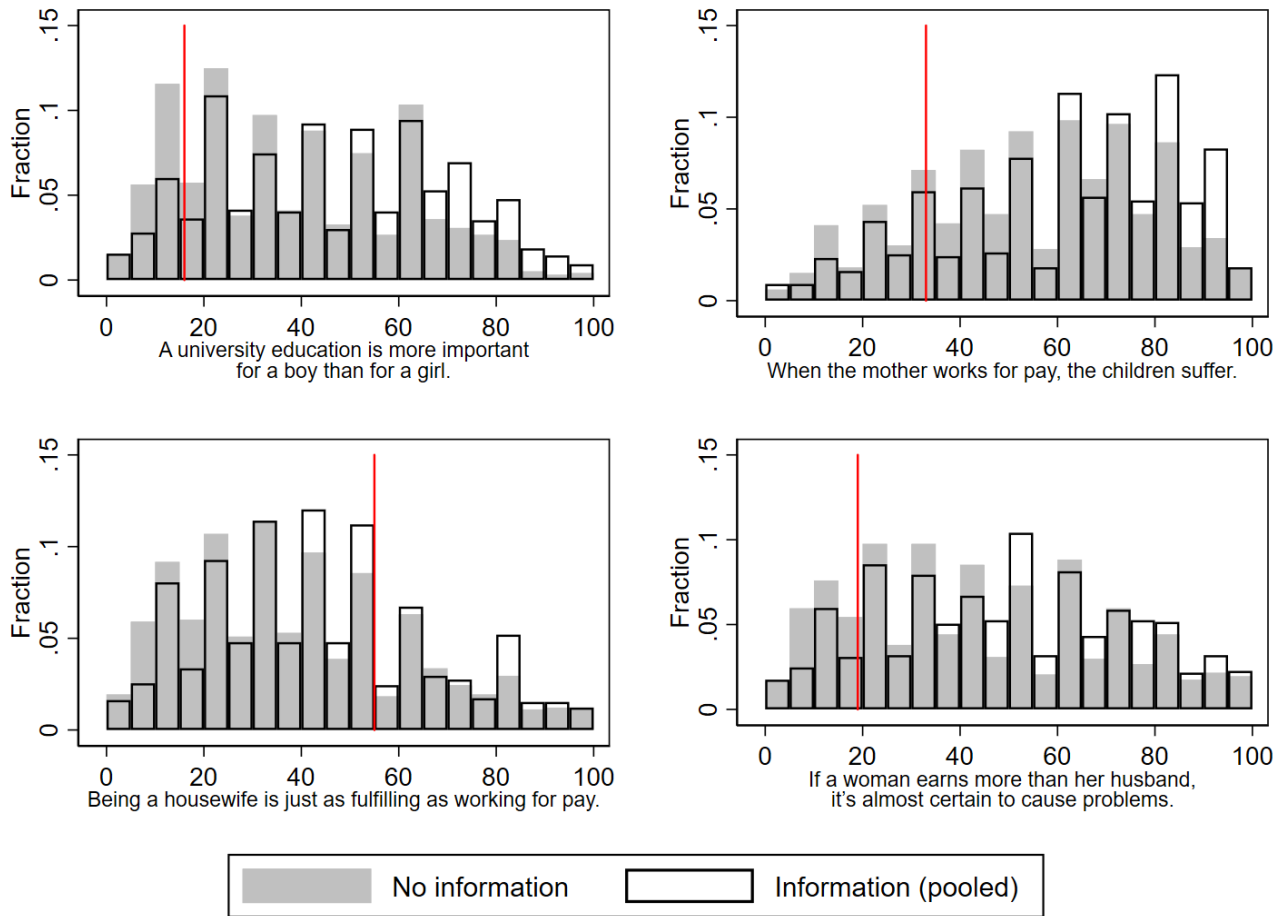 Fraction
0 .05 .1 .15
0 20 40 60 80 100
A university education is more important
for a boy than for a girl.
Fraction
0 .05 .1 .15
0 20 40 60 80 100
When the mother works for pay, the children suffer.
Fraction
0 .05 .1 .15
0 20 40 60 80 100
Being a housewife is just as fulfilling as working for pay.
Fraction
0 .05 .1 .15
0 20 40 60 80 100
If a woman earns more than her husband,
it's almost certain to cause problems.
No information Information (pooled)